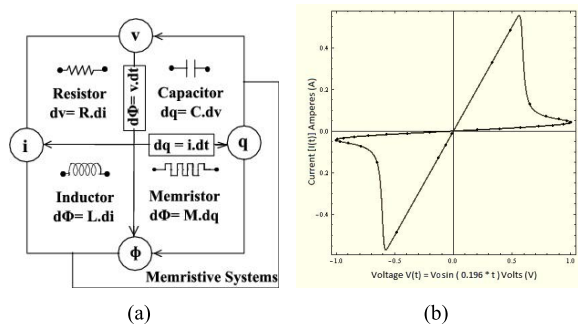 v
Resistor
dv= R.di
dΦ= v.dt
Capacitor
dq= C.dv
i
dq = i.dt
q
Inductor
dΦ= L.di
Memristor
dΦ= M.dq
ϕ
Memristive Systems
(a)
Current [I(t)] Amperes (A)
0.4
0.2
0.0
-0.2
-0.4
-1.0 -0.5 0.0 0.5 1.0
Voltage V(t) = Vosin ( 0.196 * t ) Volts (V)
(b)